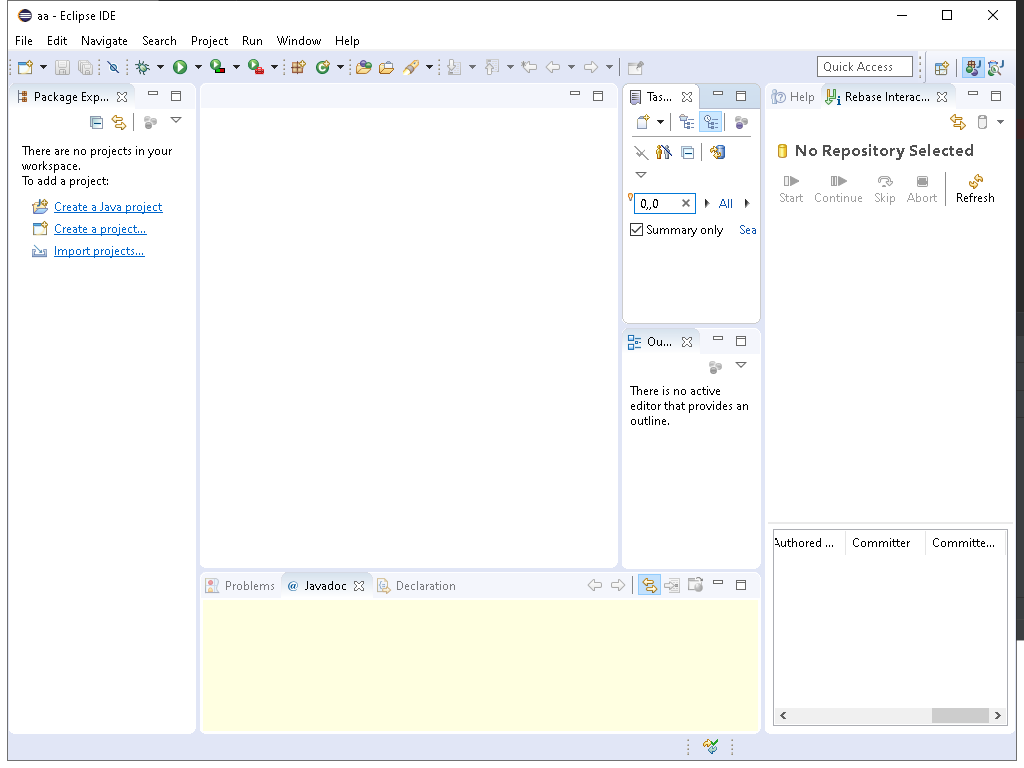 aa - Eclipse IDE
File Edit Navigate Search Project Run Window Help
Quick Access
Package Exp...
There are no projects in your
workspace.
To add a project:
Create a Java project
Create a project...
Import projects...
Tas...
0,,0
All
Summary only
Sea
Ou...
There is no active
editor that provides an
outline.
Help
Rebase Interac...
No Repository Selected
Start Continue Skip Abort Refresh
Authored ... Committer Committe...
Problems
@ Javadoc
Declaration